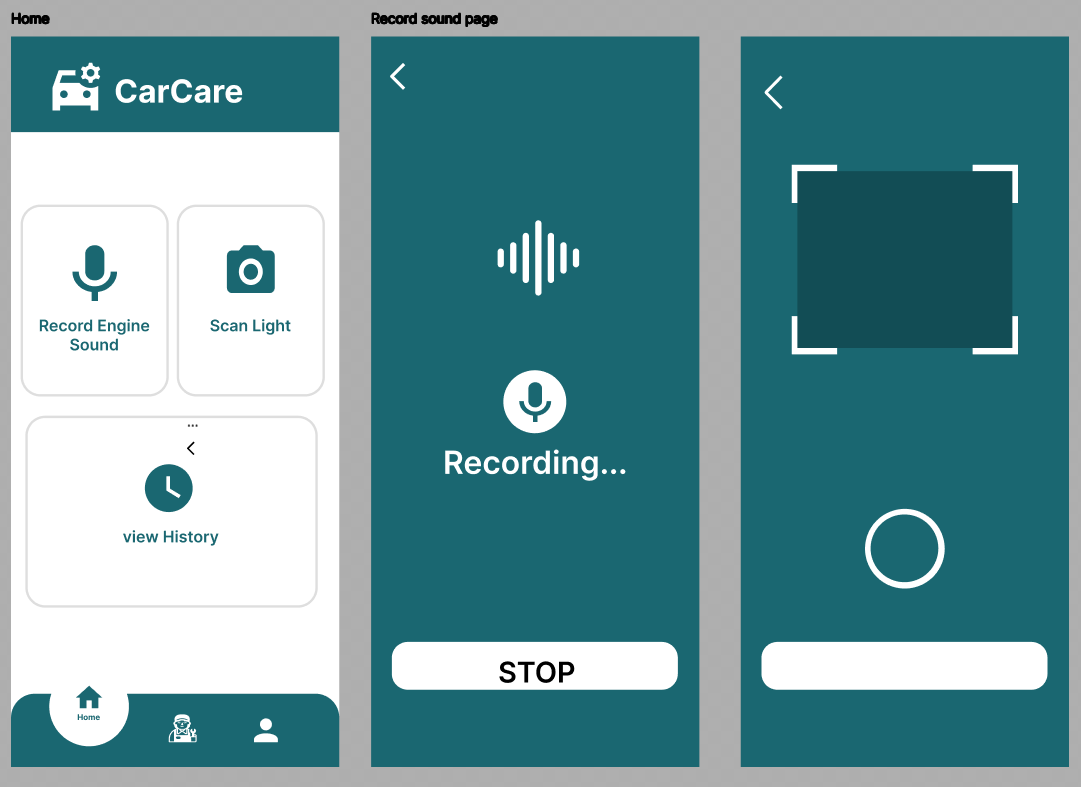 Home
Record sound page
CarCare
Record Engine
Sound
Scan Light
...
view History
Home
Recording...
STOP